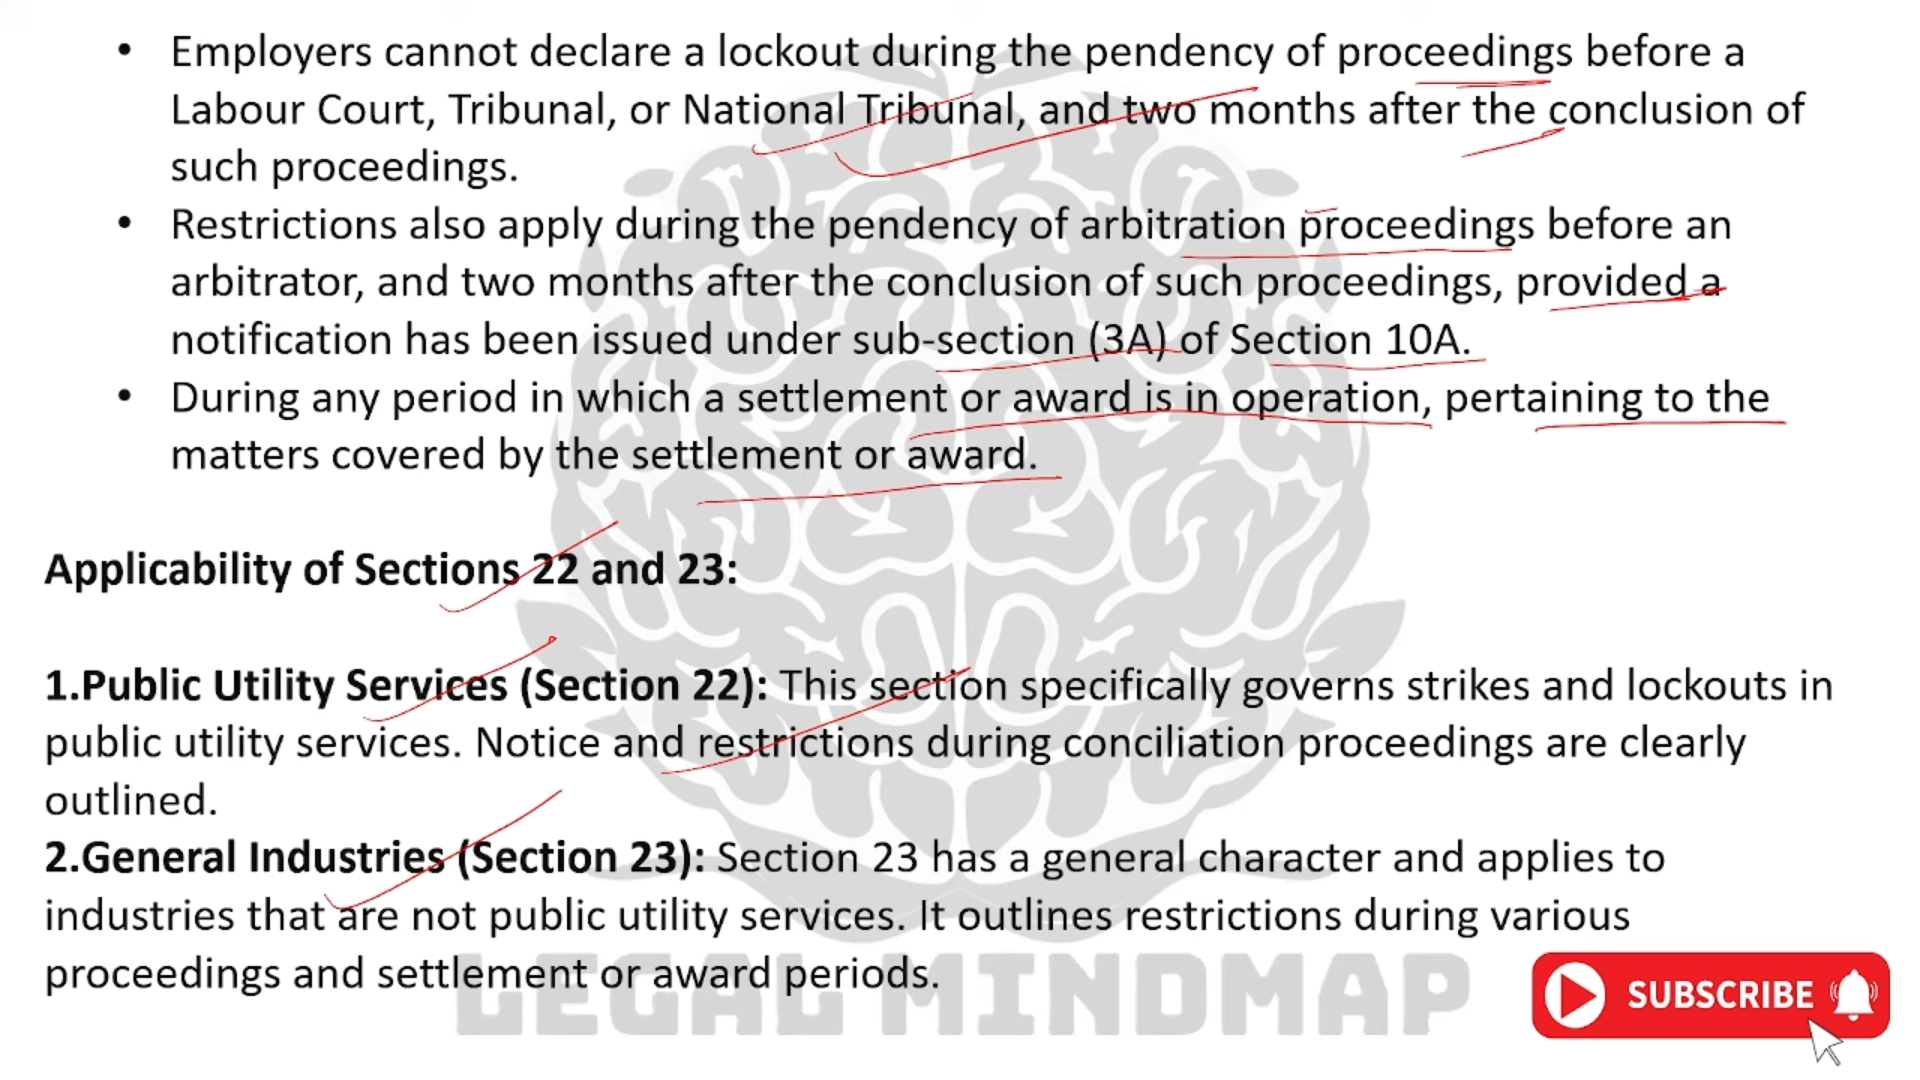 • Employers cannot declare a lockout during the pendency of proceedings before a
Labour Court, Tribunal, or National Tribunal, and two months after the conclusion of
such proceedings.
• Restrictions also apply during the pendency of arbitration proceedings before an
arbitrator, and two months after the conclusion of such proceedings, provided a
notification has been issued under sub-section (3A) of Section 10A.
• During any period in which a settlement or award is in operation, pertaining to the
matters covered by the settlement or award.
Applicability of Sections 22 and 23:
1.Public Utility Services (Section 22): This section specifically governs strikes and lockouts in
public utility services. Notice and restrictions during conciliation proceedings are clearly
outlined.
2.General Industries (Section 23): Section 23 has a general character and applies to
industries that are not public utility services. It outlines restrictions during various
proceedings and settlement or award periods.
LEGAL MINDMAP
SUBSCRIBE